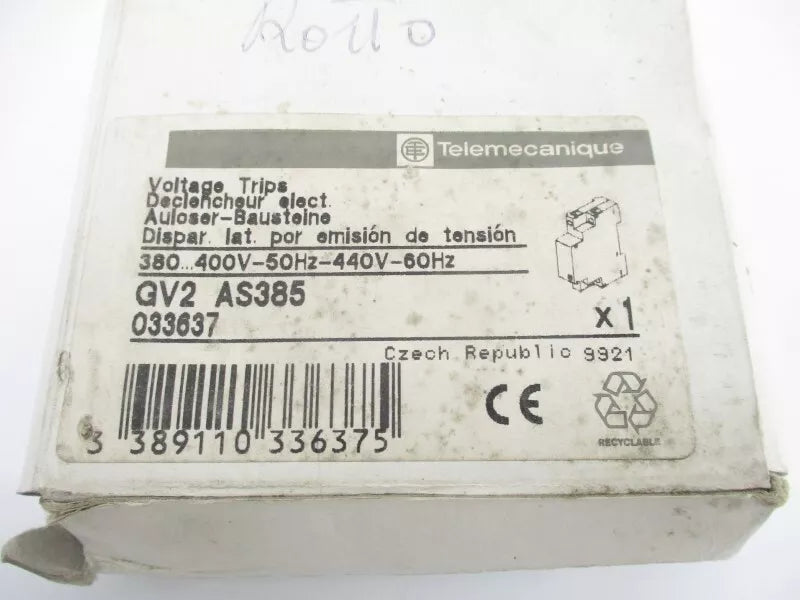 Rotto
Telemecanique
Voltage Trips
Declencheur elect.
Auloser-Bausteine
Dispar. lat. por emisión de tensión
380...400V-50Hz-440V-60Hz
GV2 AS385
033637
x1
Czech Republic 9921
3 389110 336375
CE
RECYCLABLE